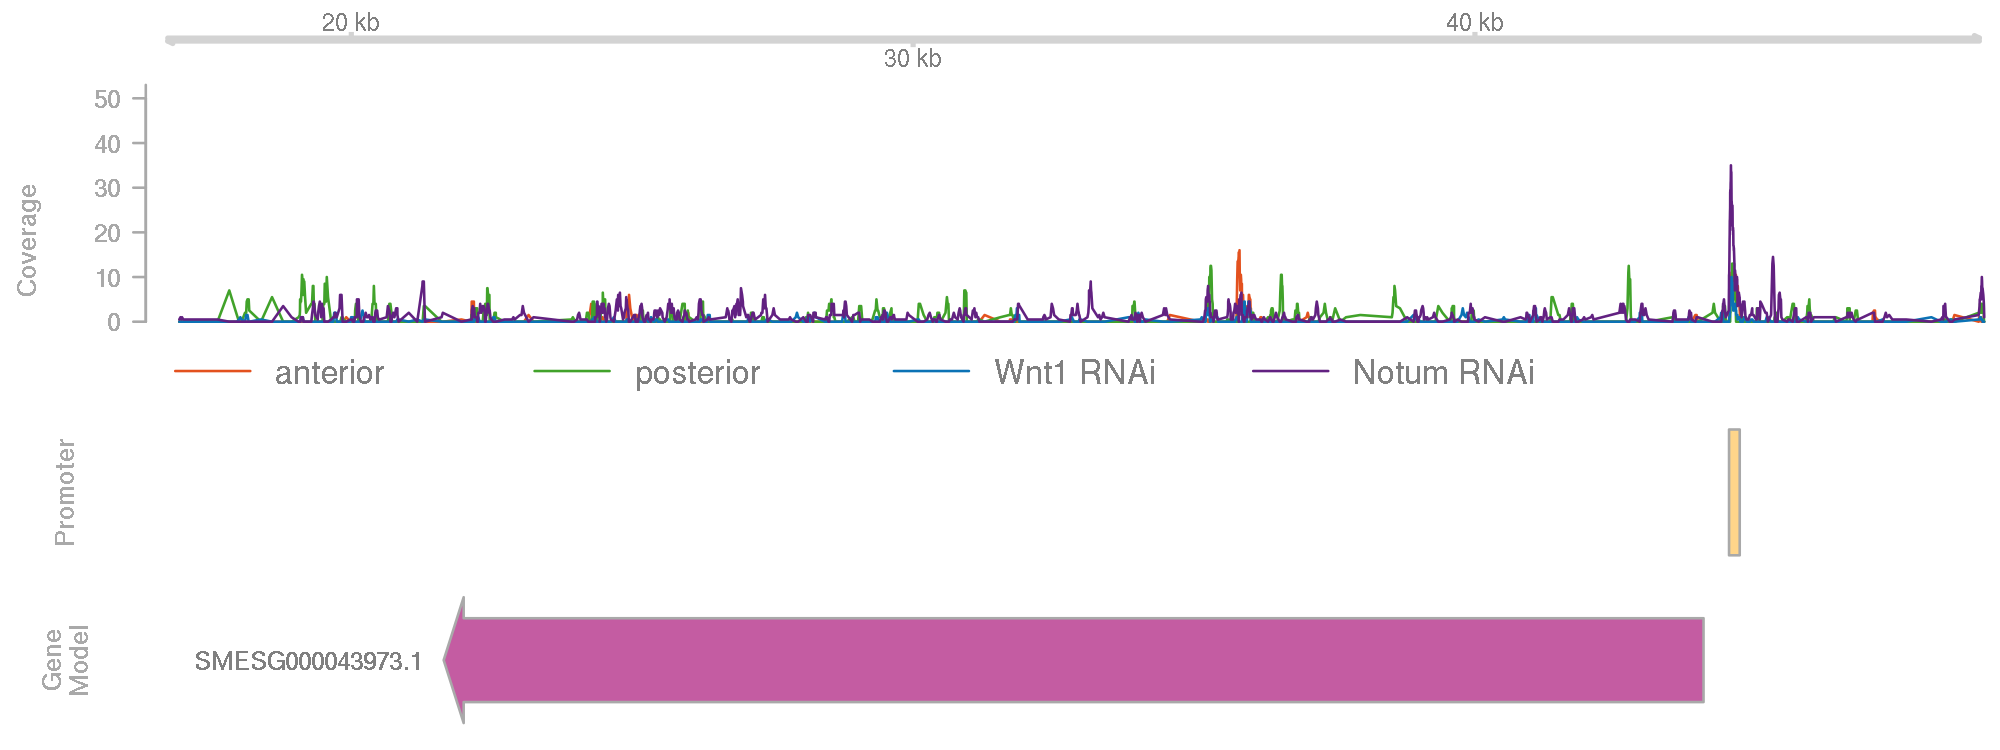 20 kb
40 kb
30 kb
50
40
30
20
10
0
Coverage
anterior posterior Wnt1 RNAi Notum RNAi
Promoter
SMESG000043973.1
Gene
Model